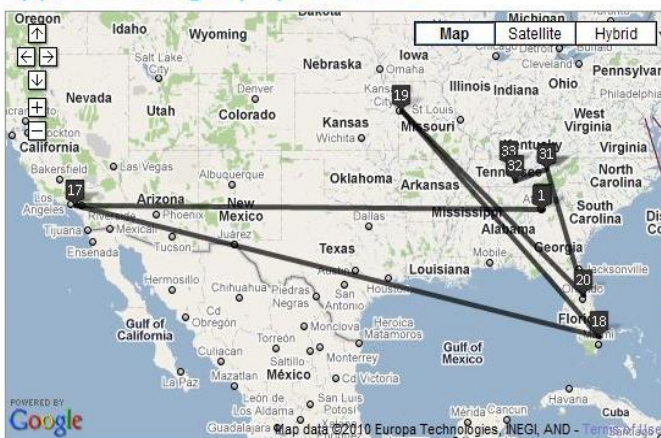 Oregon
Idaho
Wyoming
Dakota
Michigan
Map
Satellite
Hybrid
Iowa
Nebraska
Omaha
Chicago
Detroit
Cleveland
Salt Lake
City
Illinois
Indiana
Ohio
Pennsylvan
Philadelphia
Nevada
Utah
Denver
Colorado
Kansas
City
19
St Louis
Missouri
Kansas
Wichita
West
Virginia
Virginia
Kentucky
33
31
32
Tennessee
North
Carolina
California
Bakersfield
Las Vegas
17
Los
Angeles
Riverside
Arizona
Phoenix
Albuquerque
New
Mexico
Oklahoma
Arkansas
1
Mississippi
Alabama
Georgia
South
Carolina
Tijuana
Mexicali
Ensenada
Tucson
Juárez
Dallas
Texas
Austin
San
Antonio
Houston
Louisiana
Mobile
Jacksonville
20
Orlando
Florida
18
Miami
Hermosillo
Chihuahua
Piedras
Negras
Gulf of
California
Cd
Obregón
Monclova
Heroica
Matamoros
Gulf of
Mexico
Culiacan
Torreón
Saltillo
Monterrey
La Paz
Mazatlan
México
Cd Victoria
León de
Los Aldama
San Luis
Potosí
Guadalajara
Mérida
Cancun
Havana
Cuba
POWERED BY
Google
Map data ©2010 Europa Technologies, INEGI, AND - Terms of Use